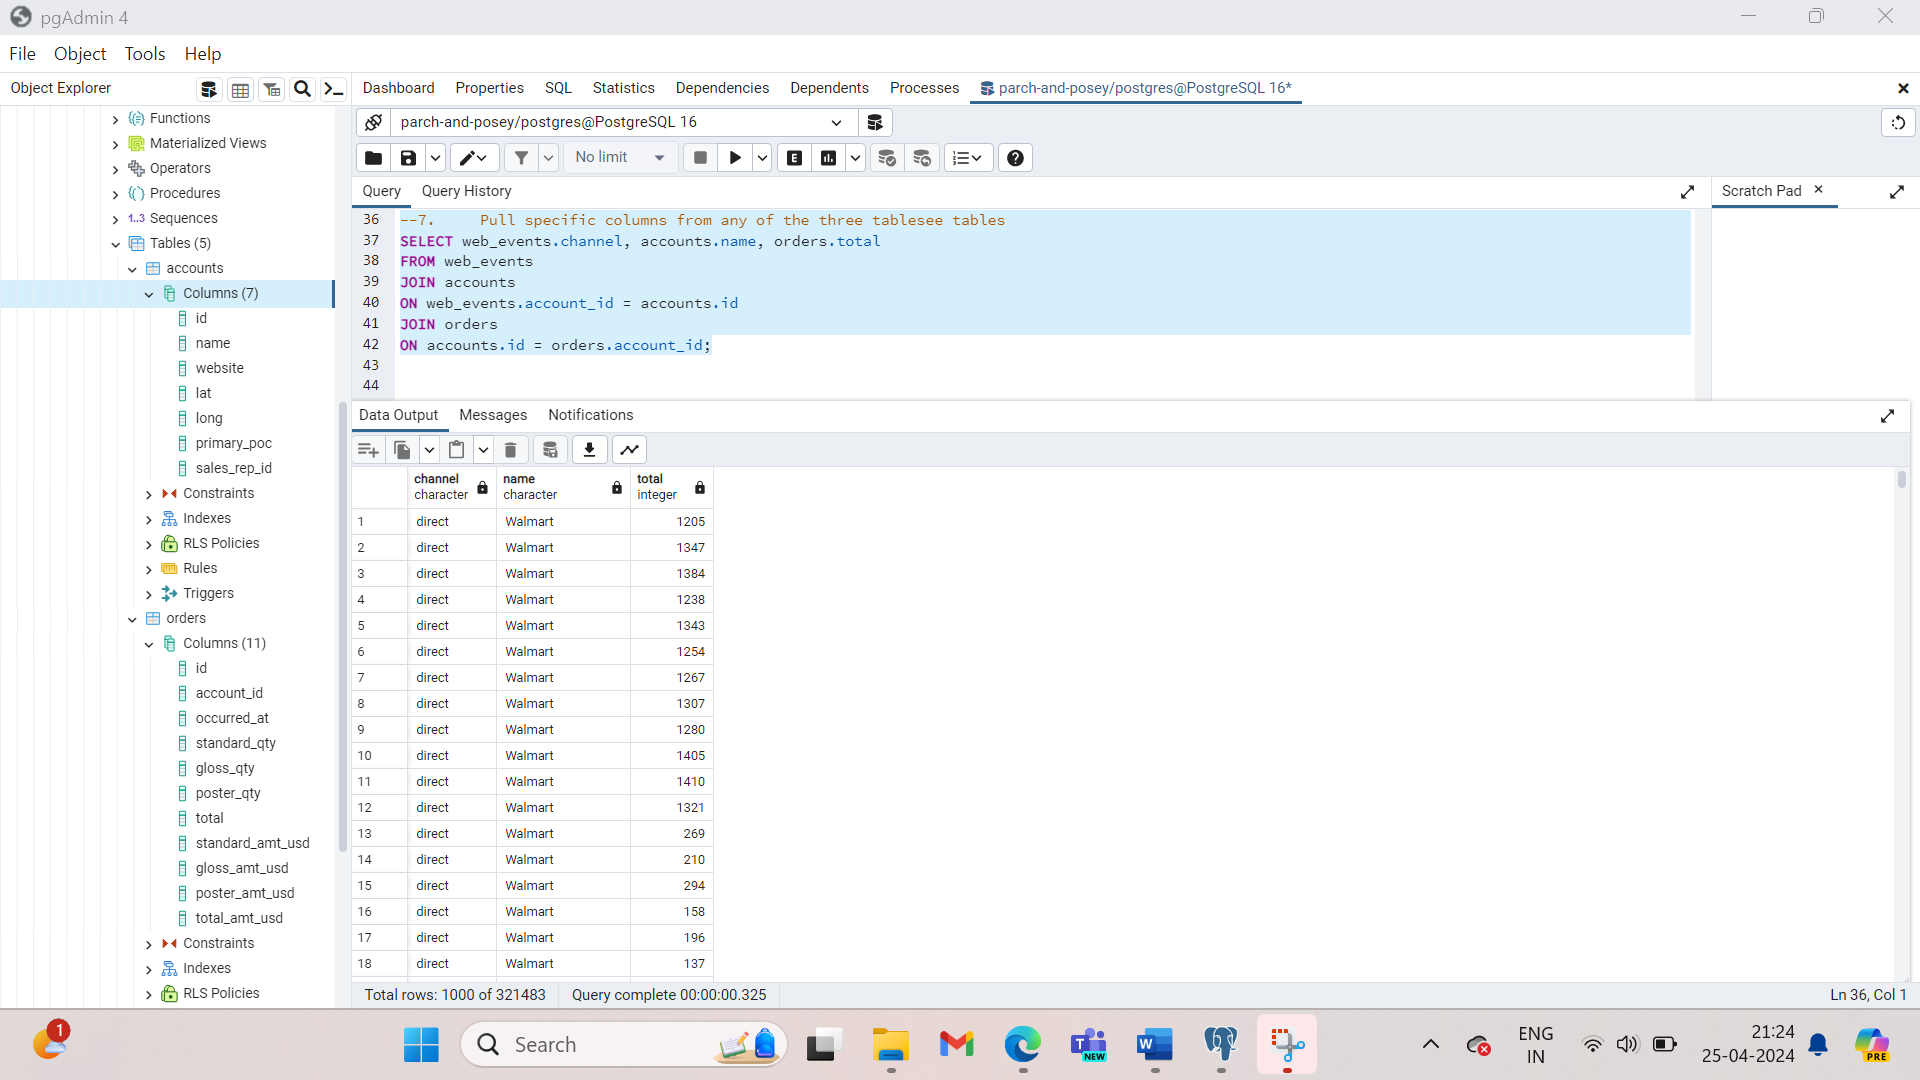 pgAdmin 4
File Object Tools Help
Object Explorer
Dashboard Properties SQL Statistics Dependencies Dependents Processes parch-and-posey/postgres@PostgreSQL 16*
Functions
Materialized Views
Operators
Procedures
1..3 Sequences
Tables (5)
accounts
Columns (7)
id
name
website
lat
long
primary_poc
sales_rep_id
Constraints
Indexes
RLS Policies
Rules
Triggers
orders
Columns (11)
id
account_id
occurred_at
standard_qty
gloss_qty
poster_qty
total
standard_amt_usd
gloss_amt_usd
poster_amt_usd
total_amt_usd
Constraints
Indexes
RLS Policies
parch-and-posey/postgres@PostgreSQL 16
No limit
E
Query Query History
Scratch Pad
36 --7. Pull specific columns from any of the three tablesee tables
37 SELECT web_events.channel, accounts.name, orders.total
38 FROM web_events
39 JOIN accounts
40 ON web_events.account_id = accounts.id
41 JOIN orders
42 ON accounts.id = orders.account_id;
43
44
Data Output Messages Notifications
channel name total
character character integer
1 direct Walmart 1205
2 direct Walmart 1347
3 direct Walmart 1384
4 direct Walmart 1238
5 direct Walmart 1343
6 direct Walmart 1254
7 direct Walmart 1267
8 direct Walmart 1307
9 direct Walmart 1280
10 direct Walmart 1405
11 direct Walmart 1410
12 direct Walmart 1321
13 direct Walmart 269
14 direct Walmart 210
15 direct Walmart 294
16 direct Walmart 158
17 direct Walmart 196
18 direct Walmart 137
Total rows: 1000 of 321483 Query complete 00:00:00.325
Ln 36, Col 1
1
Search
NEW
ENG
IN
21:24
25-04-2024
PRE